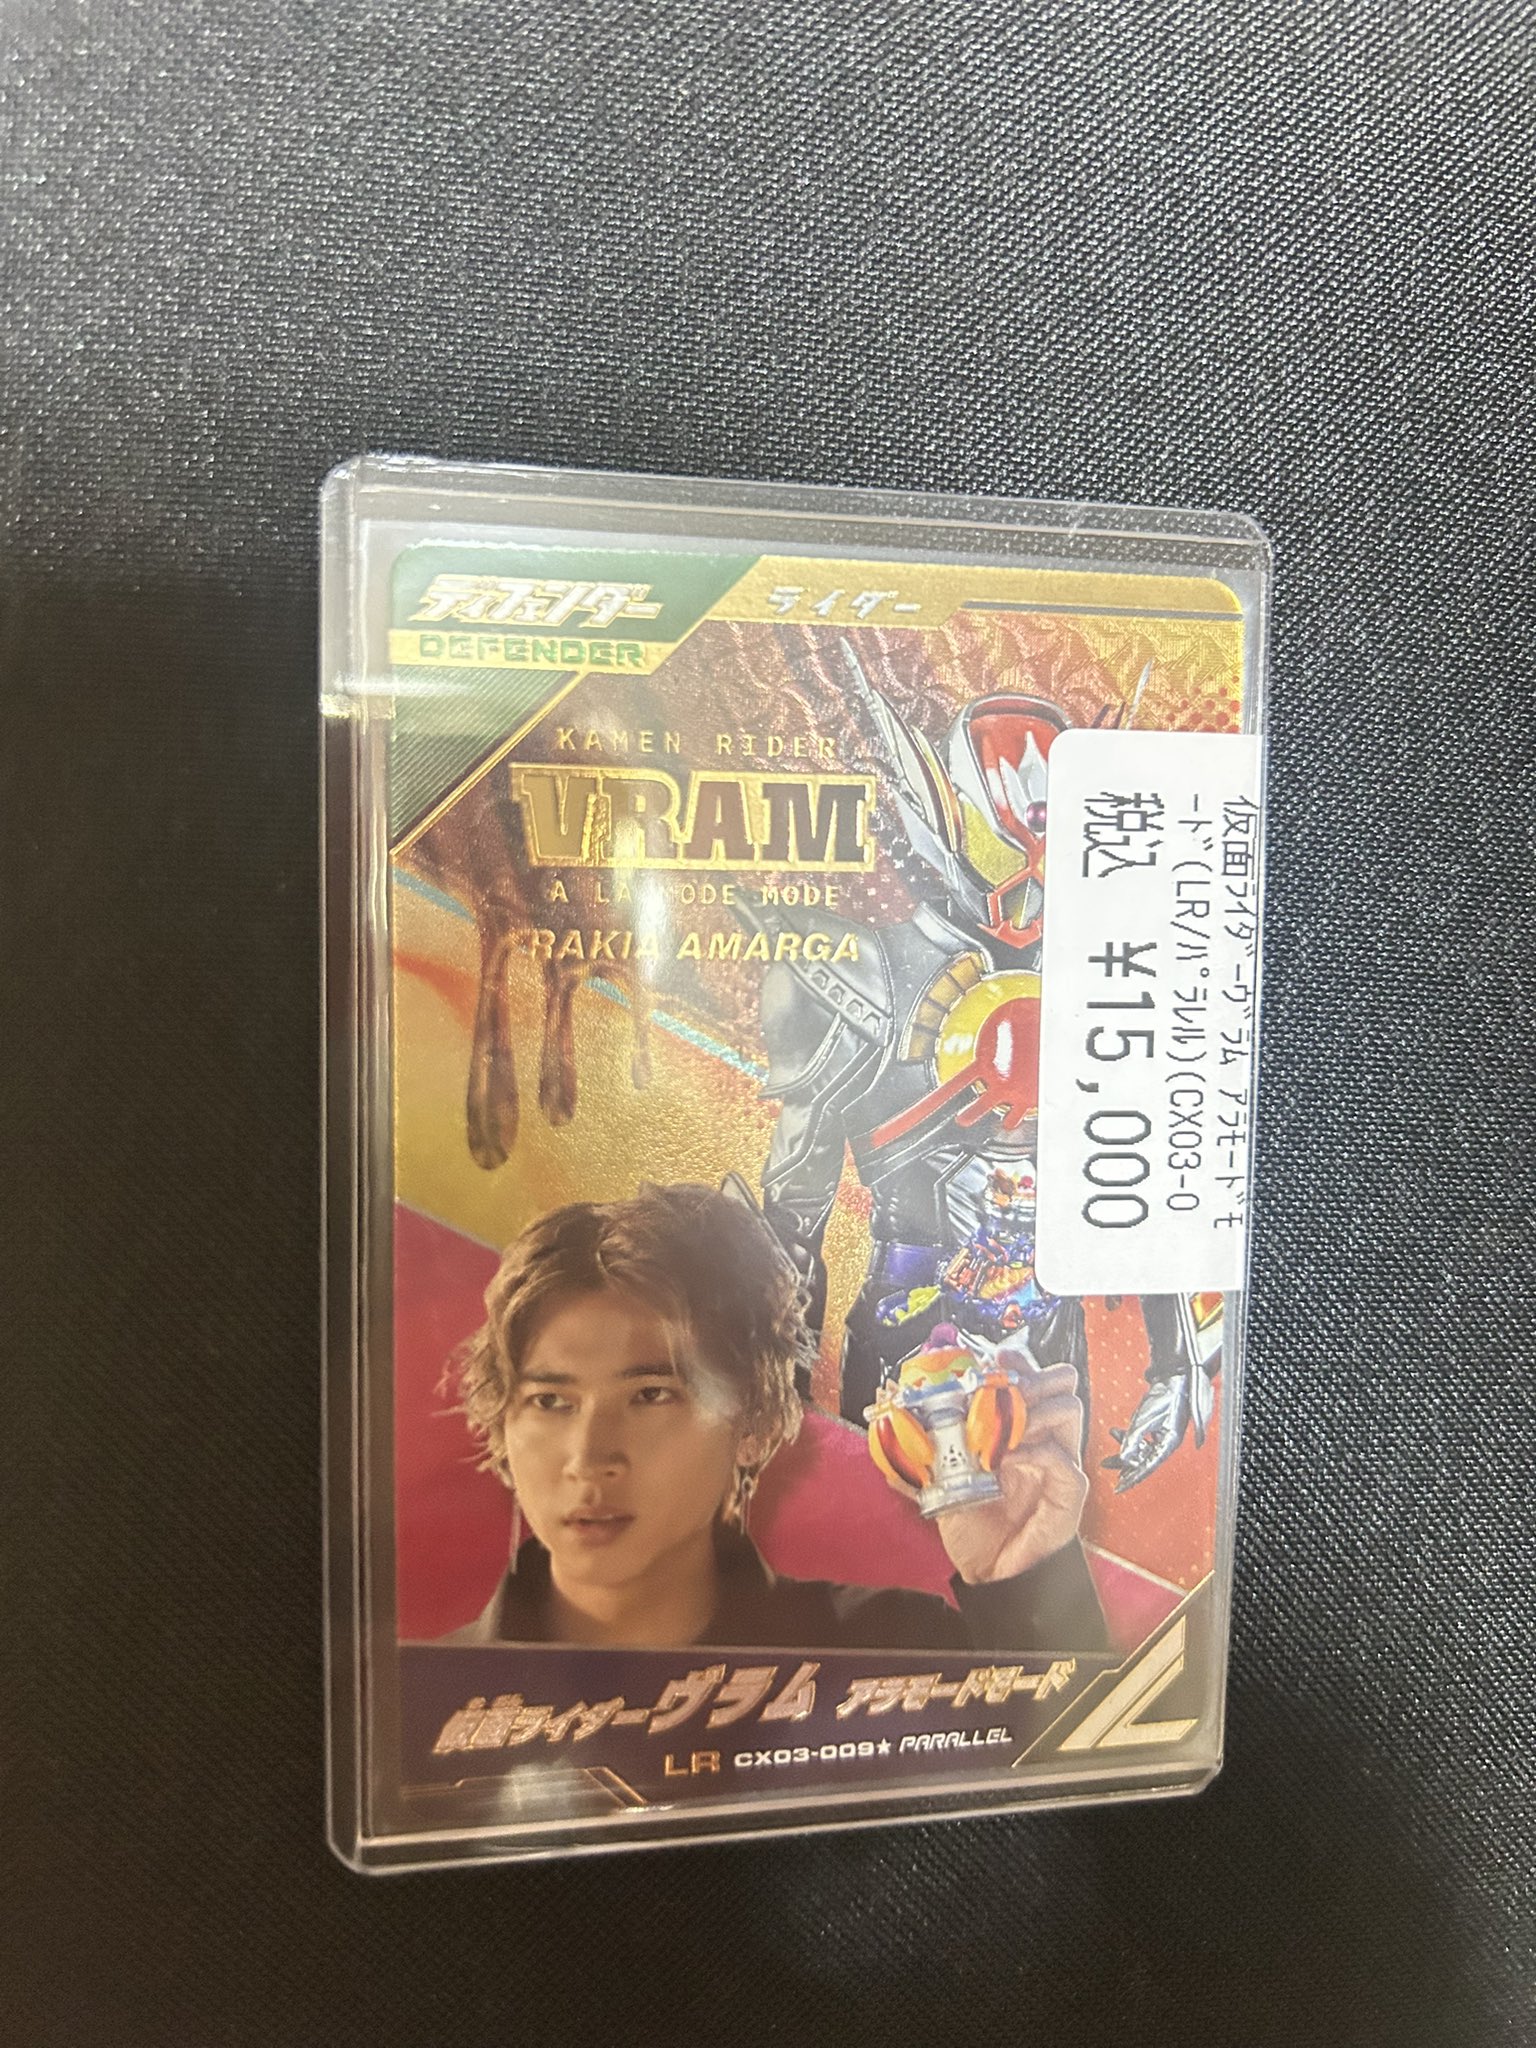 ディフェンダー
DEFENDER
ライダー
KAMEN RIDER
VRAM
A LA MODE MODE
RAKIA AMARGA
仮面ライダーヴラム アラモードモ
ード(LR/パラレル)(CX03-0
税込 ¥15,000
仮面ライダーヴラム アラモードモード
LR CX03-009★ PARALLEL
L